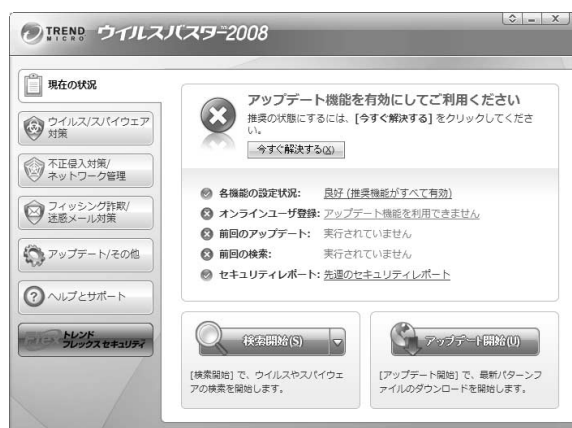 TREND MICRO ウイルスバスター™2008
現在の状況
ウイルス/スパイウェア
対策
不正侵入対策/
ネットワーク管理
フィッシング詐欺/
迷惑メール対策
アップデート/その他
ヘルプとサポート
Flex トレンド
フレックス セキュリティ
アップデート機能を有効にしてご利用ください
推奨の状態にするには、[今すぐ解決する] をクリックしてくださ
い。
今すぐ解決する(X)
各機能の設定状況: 良好 (推奨機能がすべて有効)
オンラインユーザ登録: アップデート機能を利用できません
前回のアップデート: 実行されていません
前回の検索: 実行されていません
セキュリティレポート: 先週のセキュリティレポート
検索開始(S)
[検索開始] で、ウイルスやスパイウェ
アの検索を開始します。
アップデート開始(U)
[アップデート開始] で、最新パターンフ
ァイルのダウンロードを開始します。